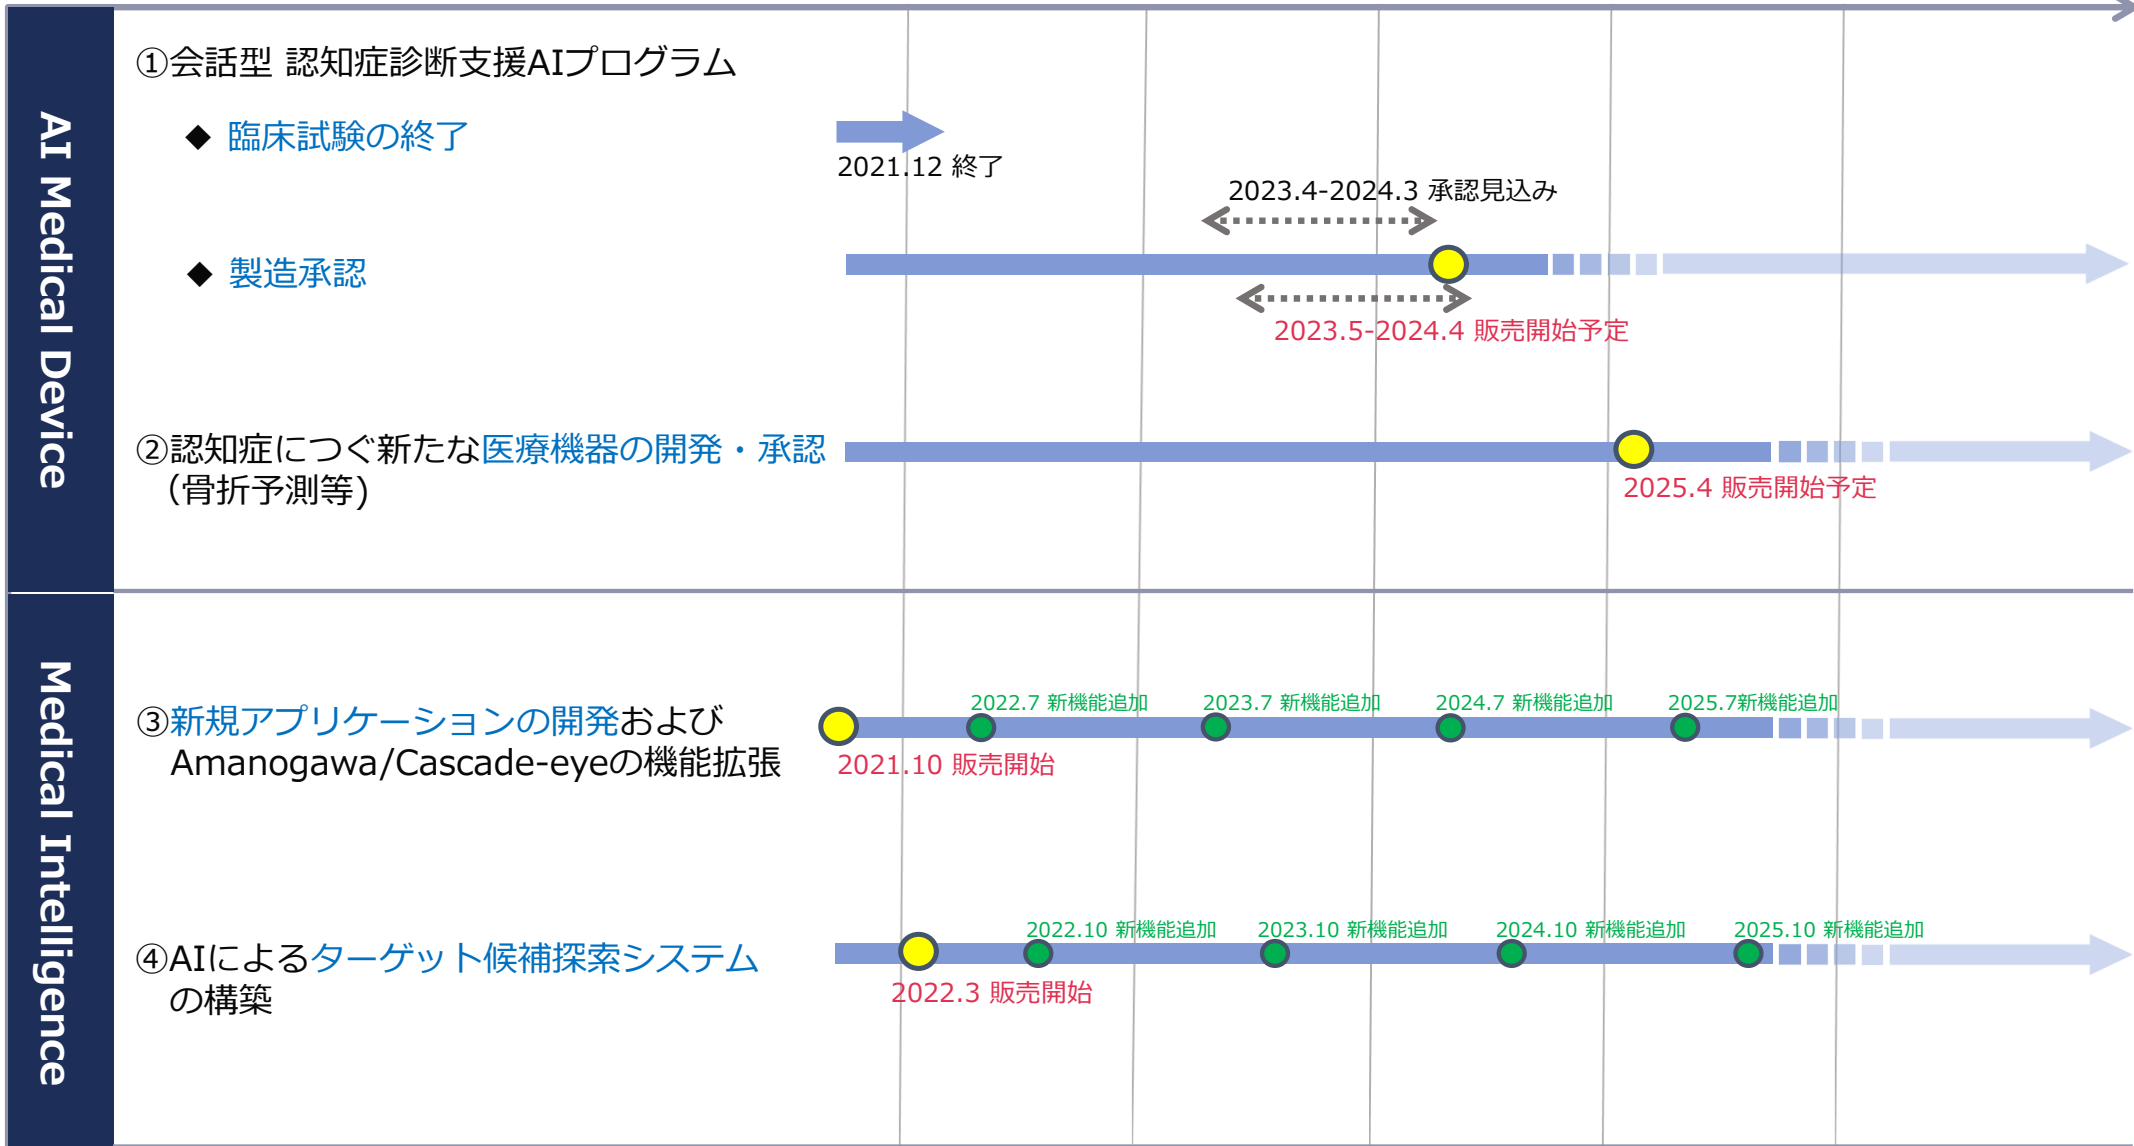 AI Medical Device
①会話型 認知症診断支援AIプログラム
◆ 臨床試験の終了
2021.12 終了
2023.4-2024.3 承認見込み
◆ 製造承認
2023.5-2024.4 販売開始予定
②認知症につぐ新たな医療機器の開発・承認
（骨折予測等)
2025.4 販売開始予定
Medical Intelligence
③新規アプリケーションの開発および
Amanogawa/Cascade-eyeの機能拡張
2022.7 新機能追加
2023.7 新機能追加
2024.7 新機能追加
2025.7新機能追加
2021.10 販売開始
④AIによるターゲット候補探索システム
の構築
2022.10 新機能追加
2023.10 新機能追加
2024.10 新機能追加
2025.10 新機能追加
2022.3 販売開始